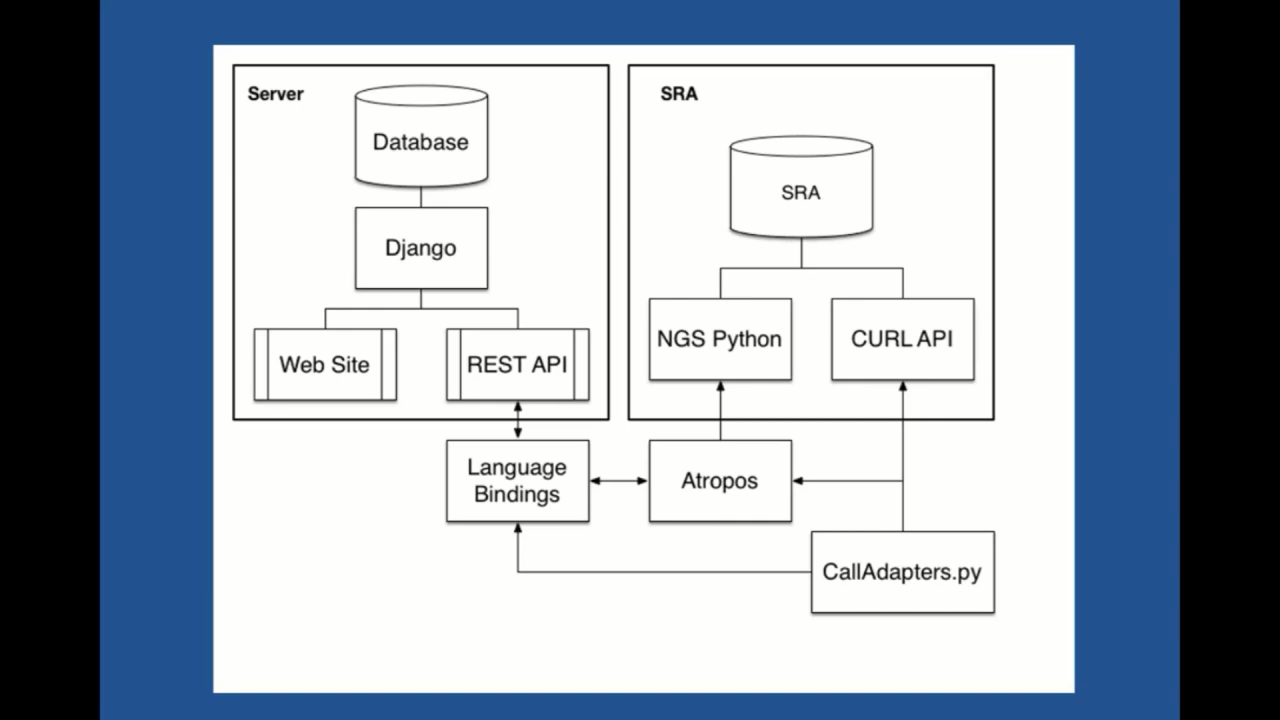 Server
Database
Django
Web Site
REST API
SRA
SRA
NGS Python
CURL API
Language
Bindings
Atropos
CallAdapters.py